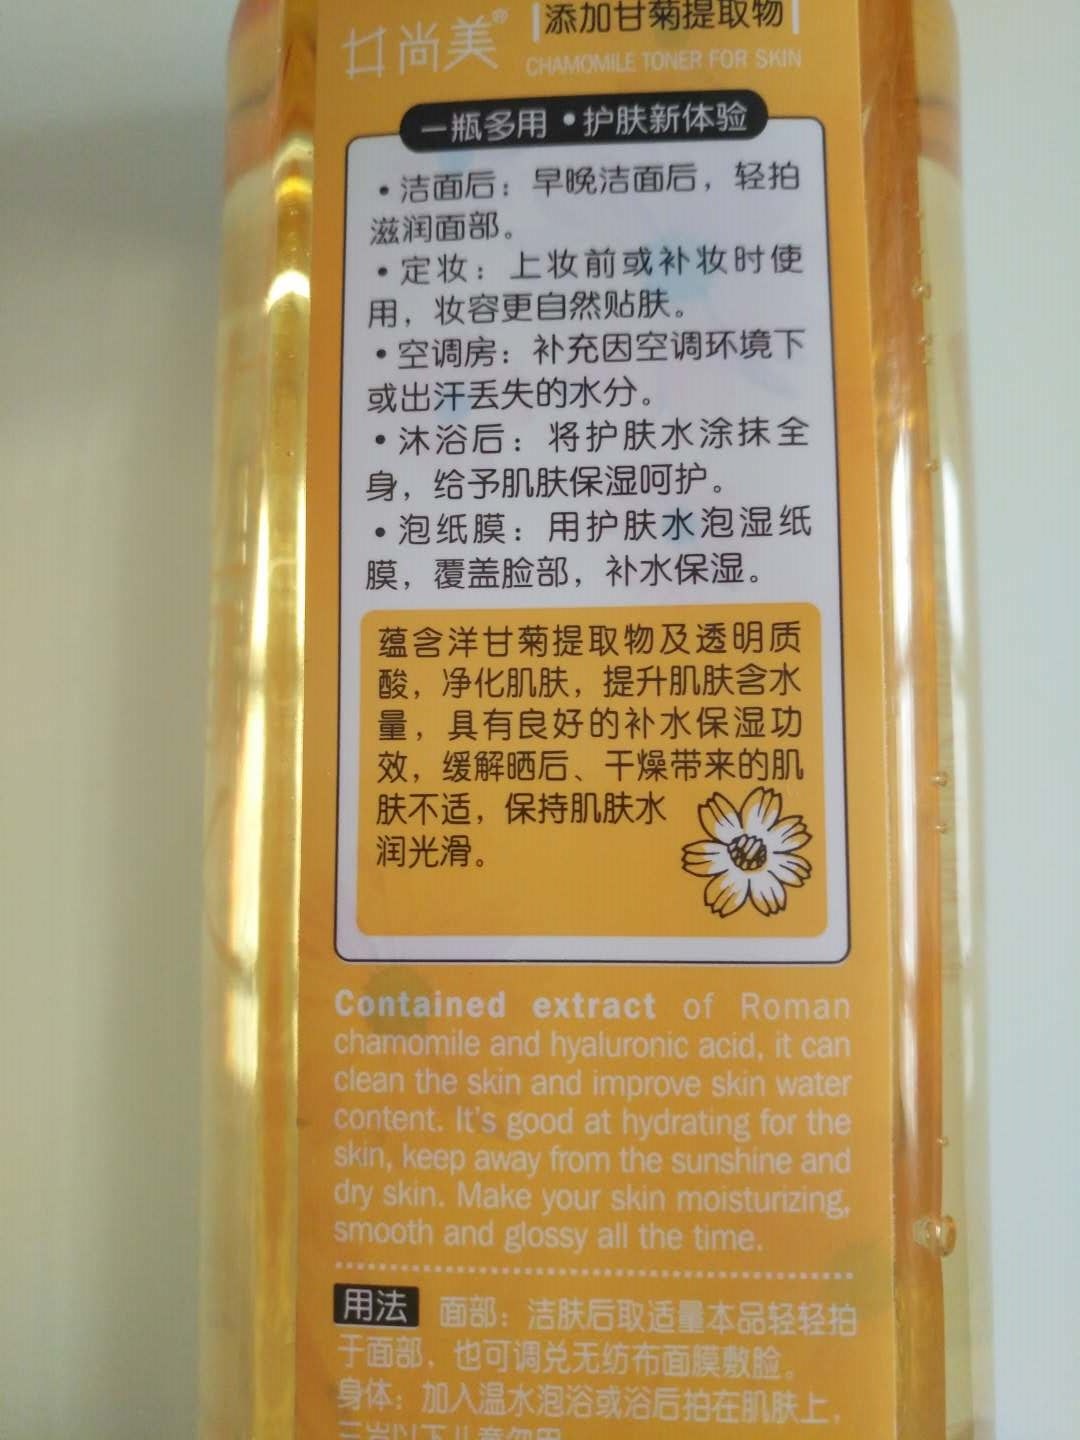 廿尚美®
添加甘菊提取物
CHAMOMILE TONER FOR SKIN
一瓶多用•护肤新体验
•洁面后：早晚洁面后，轻拍
滋润面部。
•定妆：上妆前或补妆时使
用，妆容更自然贴肤。
•空调房：补充因空调环境下
或出汗丢失的水分。
•沐浴后：将护肤水涂抹全
身，给予肌肤保湿呵护。
•泡纸膜：用护肤水泡湿纸
膜，覆盖脸部，补水保湿。
蕴含洋甘菊提取物及透明质
酸，净化肌肤，提升肌肤含水
量，具有良好的补水保湿功
效，缓解晒后、干燥带来的肌
肤不适，保持肌肤水
润光滑。
Contained extract of Roman
chamomile and hyaluronic acid, it can
clean the skin and improve skin water
content. It's good at hydrating for the
skin, keep away from the sunshine and
dry skin. Make your skin moisturizing,
smooth and glossy all the time.
用法 面部：洁肤后取适量本品轻轻拍
于面部，也可调兑无纺布面膜敷脸。
身体：加入温水泡浴或浴后拍在肌肤上，
三岁以下儿童勿用